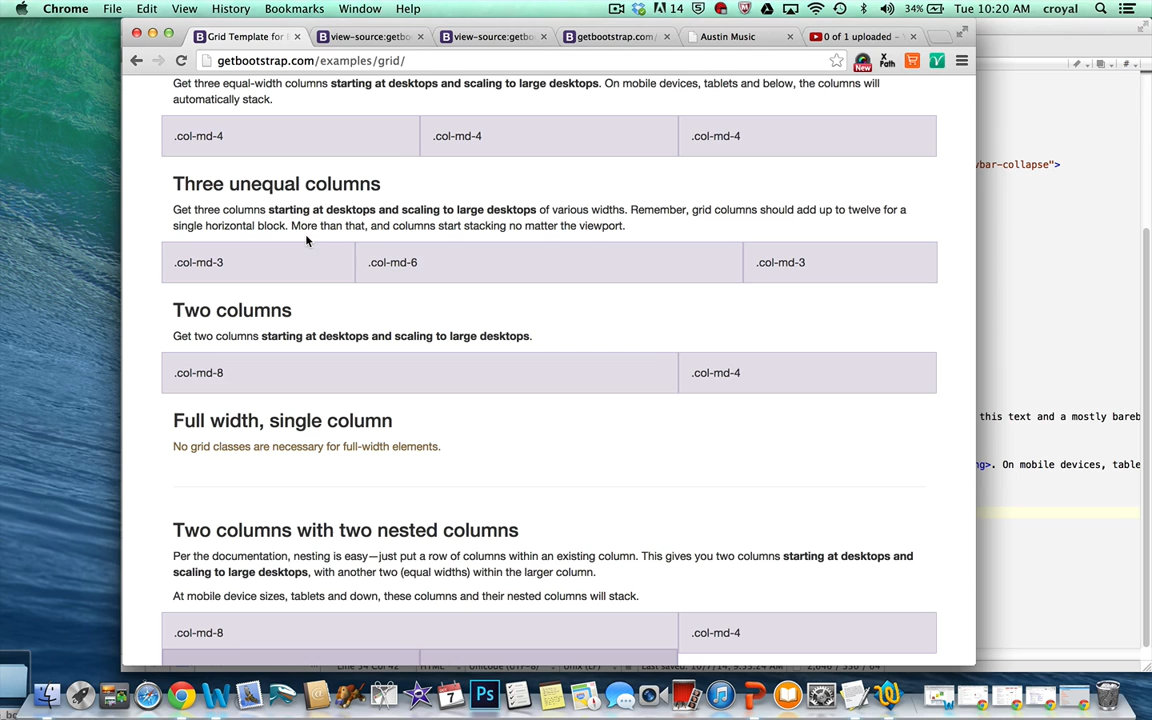 Chrome File Edit View History Bookmarks Window Help 14 5 34% Tue 10:20 AM croyal
Grid Template for view-source:getbo view-source:getbo getbootstrap.com/ Austin Music 0 of 1 uploaded –
getbootstrap.com/examples/grid/ New X Path
Get three equal-width columns starting at desktops and scaling to large desktops. On mobile devices, tablets and below, the columns will
automatically stack.
.col-md-4 .col-md-4 .col-md-4
vbar-collapse">
Three unequal columns
Get three columns starting at desktops and scaling to large desktops of various widths. Remember, grid columns should add up to twelve for a
single horizontal block. More than that, and columns start stacking no matter the viewport.
.col-md-3 .col-md-6 .col-md-3
Two columns
Get two columns starting at desktops and scaling to large desktops.
.col-md-8 .col-md-4
Full width, single column
this text and a mostly bareb
No grid classes are necessary for full-width elements.
ng>. On mobile devices, table
Two columns with two nested columns
Per the documentation, nesting is easy—just put a row of columns within an existing column. This gives you two columns starting at desktops and
scaling to large desktops, with another two (equal widths) within the larger column.
At mobile device sizes, tablets and down, these columns and their nested columns will stack.
.col-md-8 .col-md-4
Ps